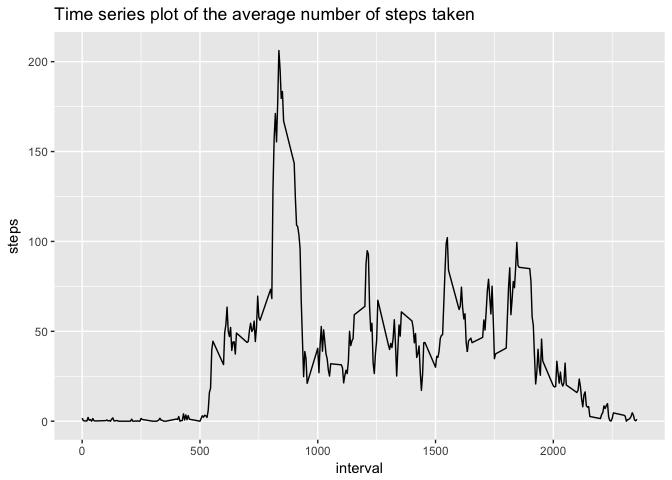 Time series plot of the average number of steps taken
200
150
100
50
0
steps
0 500 1000 1500 2000
interval